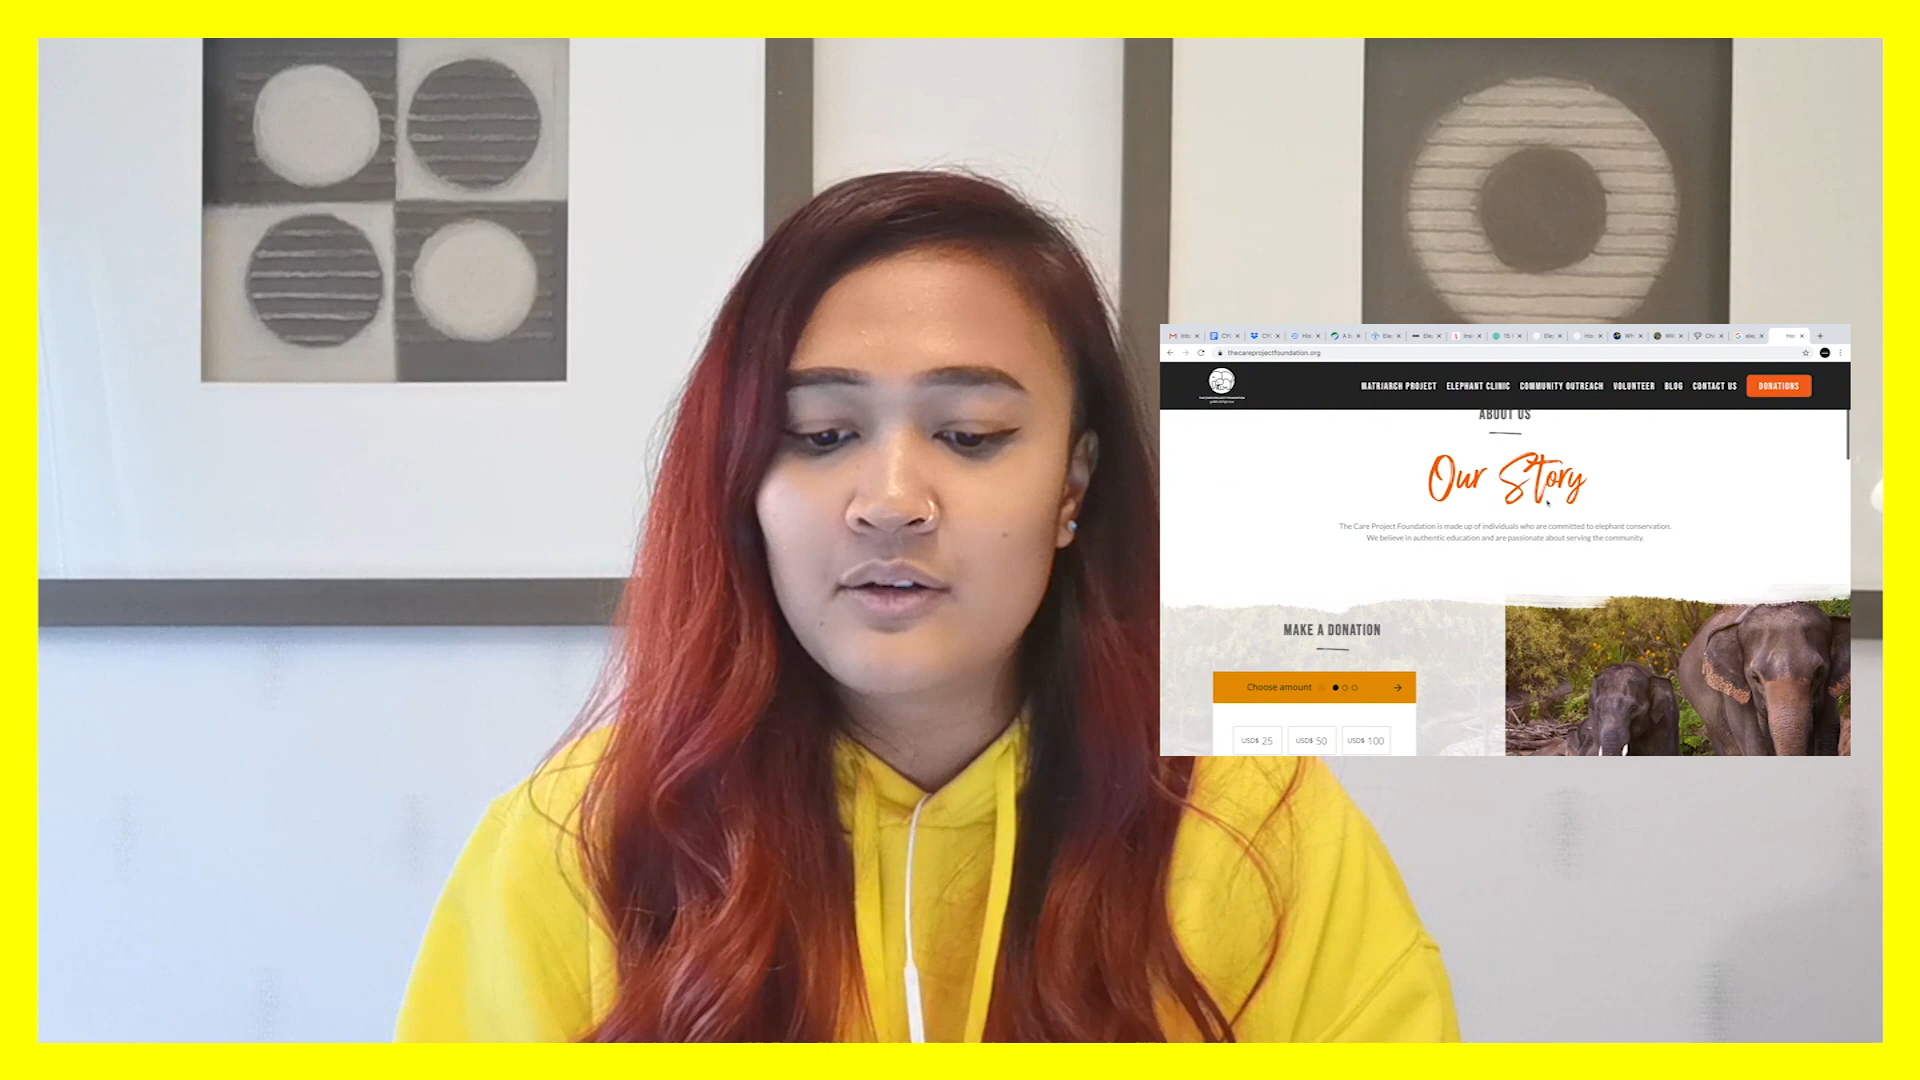 thecareprojectfoundation.org
MATRIARCH PROJECT ELEPHANT CLINIC COMMUNITY OUTREACH VOLUNTEER BLOG CONTACT US DONATIONS
ABOUT US
Our Story
The Care Project Foundation is made up of individuals who are committed to elephant conservation.
We believe in authentic education and are passionate about serving the community.
MAKE A DONATION
Choose amount
USD$ 25 USD$ 50 USD$ 100